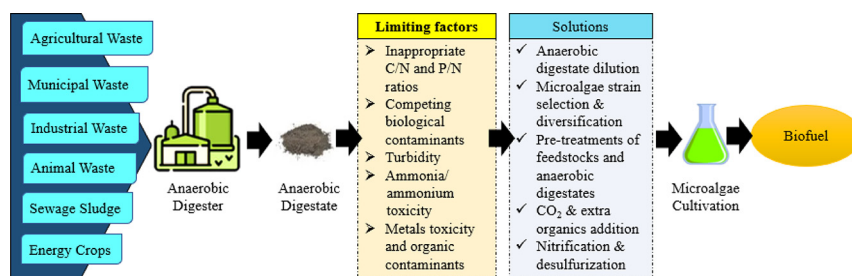 Agricultural Waste
Municipal Waste
Industrial Waste
Animal Waste
Sewage Sludge
Energy Crops
Anaerobic
Digester
Anaerobic
Digestate
Limiting factors
➢ Inappropriate
C/N and P/N
ratios
➢ Competing
biological
contaminants
➢ Turbidity
➢ Ammonia/
ammonium
toxicity
➢ Metals toxicity
and organic
contaminants
Solutions
✓ Anaerobic
digestate dilution
✓ Microalgae strain
selection &
diversification
✓ Pre-treatments of
feedstocks and
anaerobic
digestates
✓ CO₂ & extra
organics addition
✓ Nitrification &
desulfurization
Microalgae
Cultivation
Biofuel